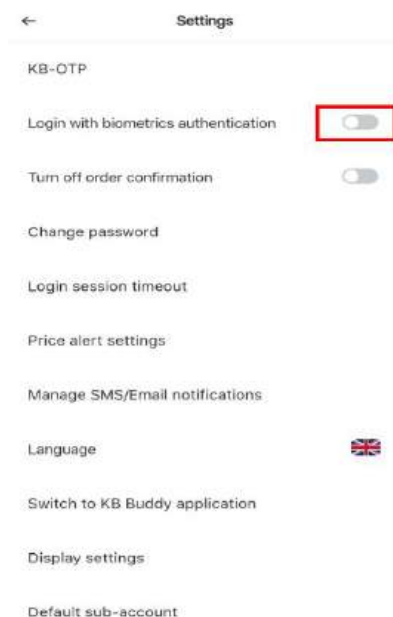 Settings
KB-OTP
Login with biometrics authentication
Turn off order confirmation
Change password
Login session timeout
Price alert settings
Manage SMS/Email notifications
Language
Switch to KB Buddy application
Display settings
Default sub-account